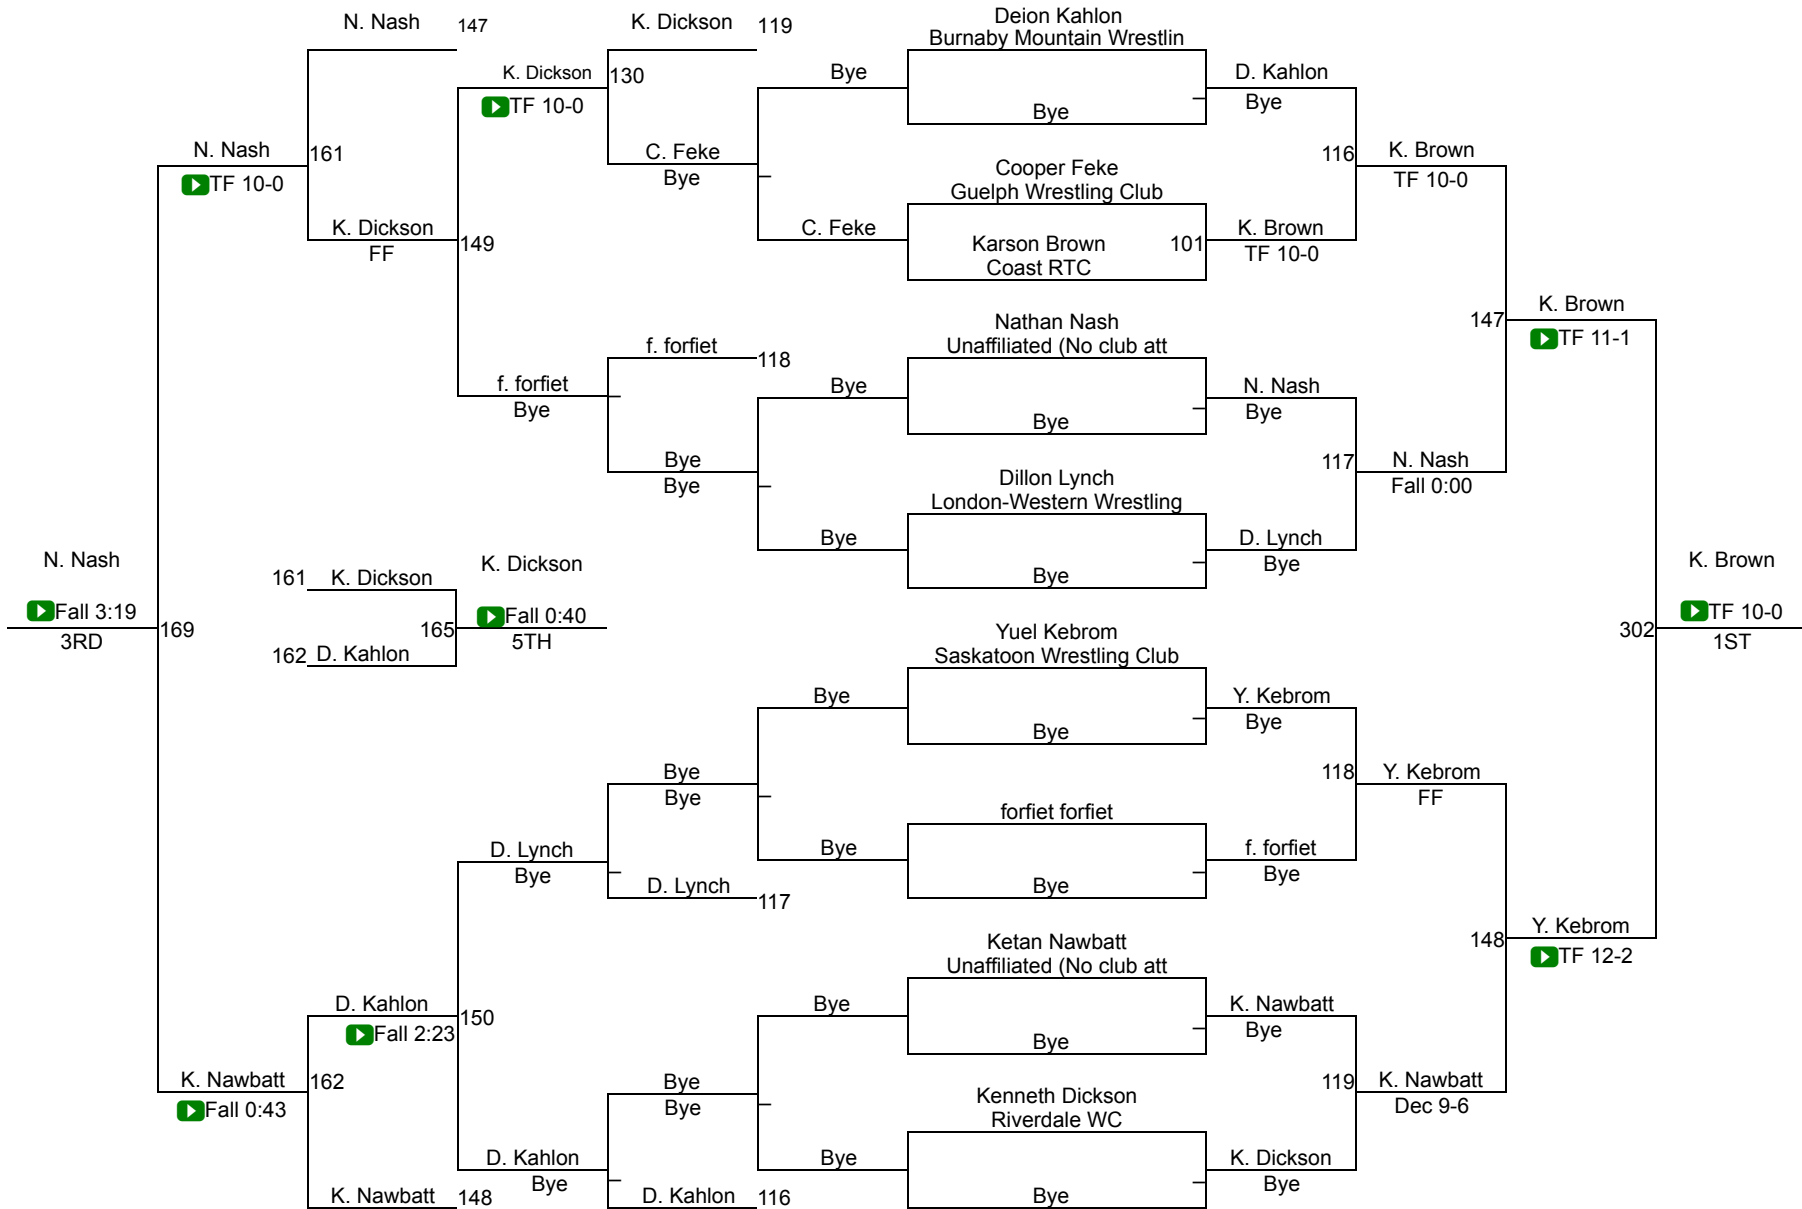 N. Nash 147
K. Dickson 119
Deion Kahlon
Burnaby Mountain Wrestlin
K. Dickson 130
TF 10-0
Bye
D. Kahlon
Bye
Bye
N. Nash 161
TF 10-0
C. Feke
Bye
Cooper Feke
Guelph Wrestling Club
116 K. Brown
TF 10-0
K. Dickson 149
FF
C. Feke
Karson Brown 101
Coast RTC
K. Brown
TF 10-0
Nathan Nash
Unaffiliated (No club att
147 K. Brown
TF 11-1
f. forfiet 118
f. forfiet
Bye
Bye
N. Nash
Bye
Bye
Bye
Bye
Dillon Lynch
London-Western Wrestling
117 N. Nash
Fall 0:00
Bye
D. Lynch
Bye
Bye
N. Nash
Fall 3:19
3RD
169
161 K. Dickson
162 D. Kahlon
165
K. Dickson
Fall 0:40
5TH
K. Brown
302 TF 10-0
1ST
Yuel Kebrom
Saskatoon Wrestling Club
Bye
Y. Kebrom
Bye
Bye
Bye
Bye
118 Y. Kebrom
FF
forfiet forfiet
D. Lynch
Bye
Bye
f. forfiet
Bye
Bye
D. Lynch 117
148 Y. Kebrom
TF 12-2
Ketan Nawbatt
Unaffiliated (No club att
D. Kahlon 150
Fall 2:23
Bye
K. Nawbatt
Bye
Bye
K. Nawbatt 162
Fall 0:43
Bye
Bye
119 K. Nawbatt
Dec 9-6
Kenneth Dickson
Riverdale WC
D. Kahlon
Bye
Bye
K. Dickson
Bye
Bye
K. Nawbatt 148
D. Kahlon 116